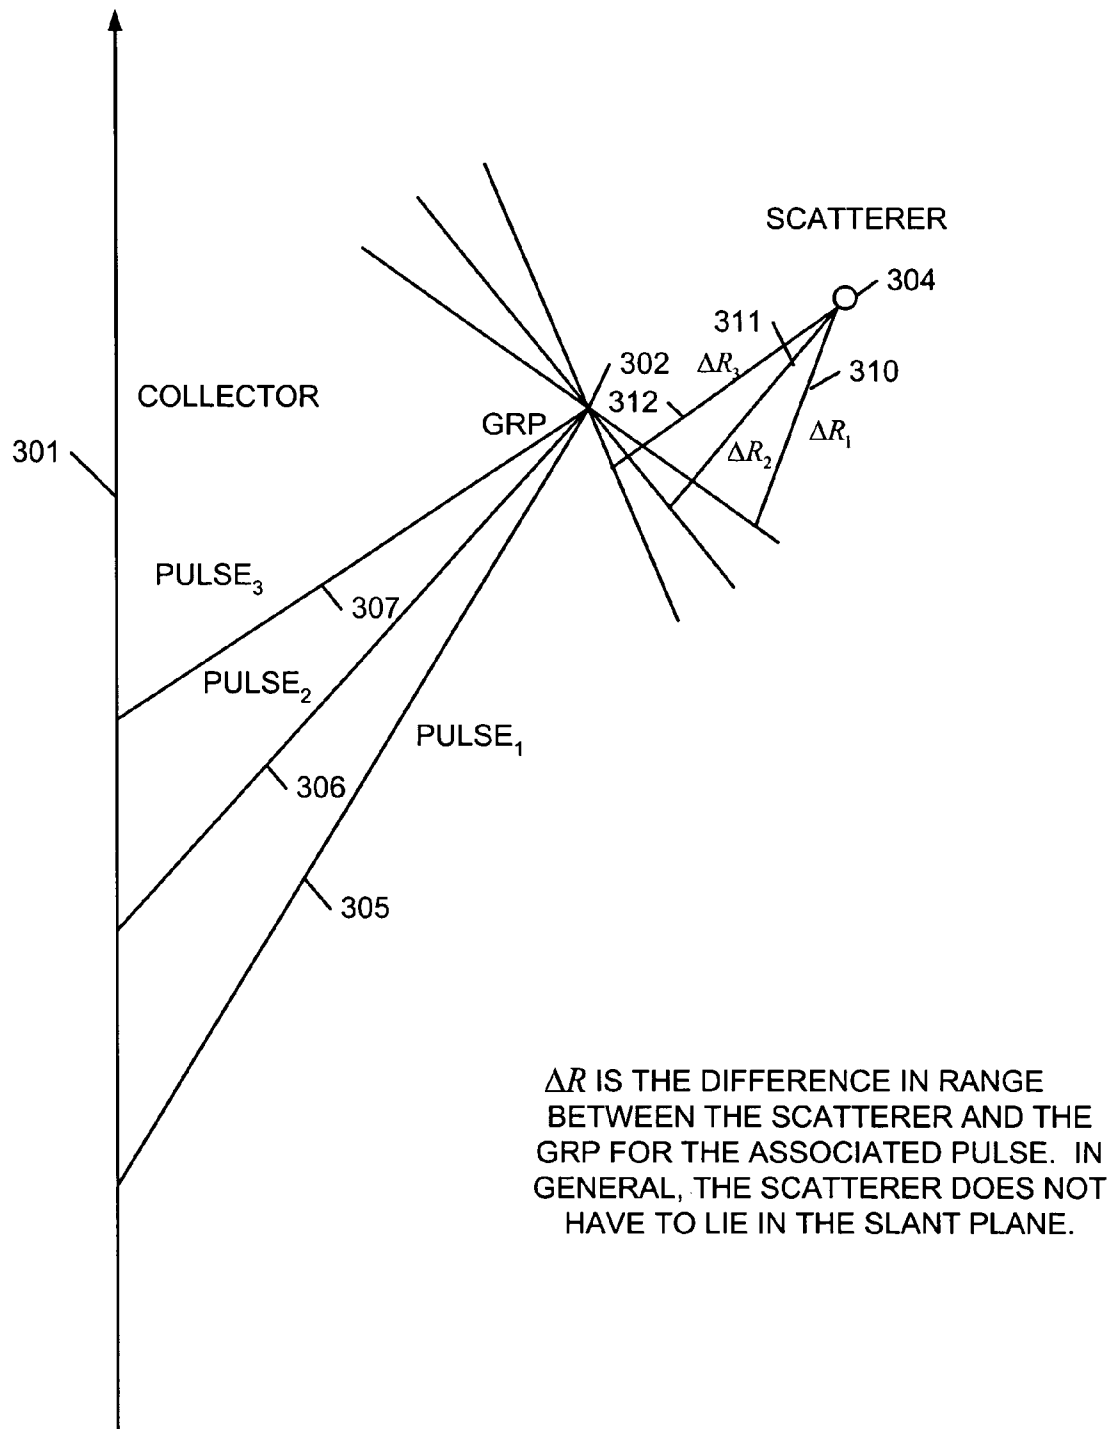 SCATTERER
304
311
302
ΔR₃
310
COLLECTOR
312
GRP
ΔR₁
301
ΔR₂
PULSE₃
307
PULSE₂
PULSE₁
306
305
ΔR IS THE DIFFERENCE IN RANGE
BETWEEN THE SCATTERER AND THE
GRP FOR THE ASSOCIATED PULSE. IN
GENERAL, THE SCATTERER DOES NOT
HAVE TO LIE IN THE SLANT PLANE.